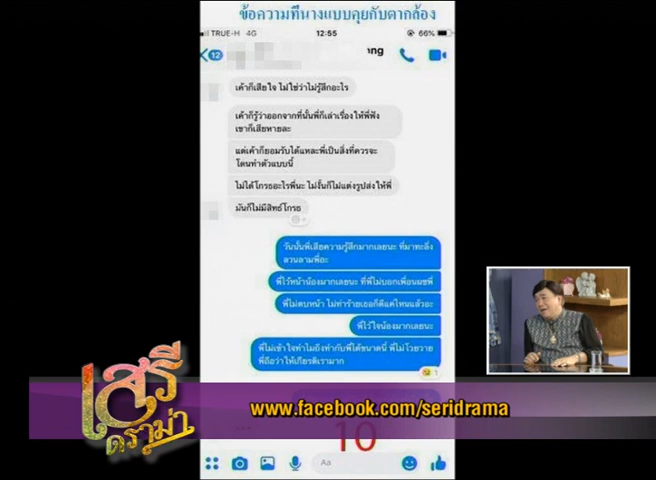 ข้อความที่นางแบบคุยกับตากล้อง
TRUE-H 4G
12:55
66%
12
ang
เค้าก็เสียใจ ไม่ใช่ว่าไม่รู้สึกอะไร
เค้าก็รู้ว่าออกจากที่นั้นพี่ก็เล่าเรื่องให้พี่ฟัง
เขาก็เสียหายละ
แต่เค้าก็ยอมรับได้แหละพี่เป็นสิ่งที่ควรจะ
โดนทำตัวแบบนี้
ไม่ได้โกรธอะไรพี่นะ ไม่งั้นก็ไม่แต่งรูปส่งให้พี่
มันก็ไม่มีสิทธ์โกรธ
วันนั้นพี่เสียความรู้สึกมากเลยนะ ที่มาทะลึ่ง
ลวนลามพี่อะ
พี่ไว้หน้าน้องมากเลยนะ ที่พี่ไม่บอกเพื่อนผชพี่
พี่ไม่ตบหน้า ไม่ทำร้ายเธอก็ดีแค่ไหนแล้วอะ
พี่ไว้ใจน้องมากเลยนะ
พี่ไม่เข้าใจทำไมถึงทำกับพี่ได้ขนาดนี้ พี่ไม่โวยวาย
พี่ถือว่าให้เกียรติเรามาก
1
เสรี
ดราม่า
www.facebook.com/seridrama
10
Aa